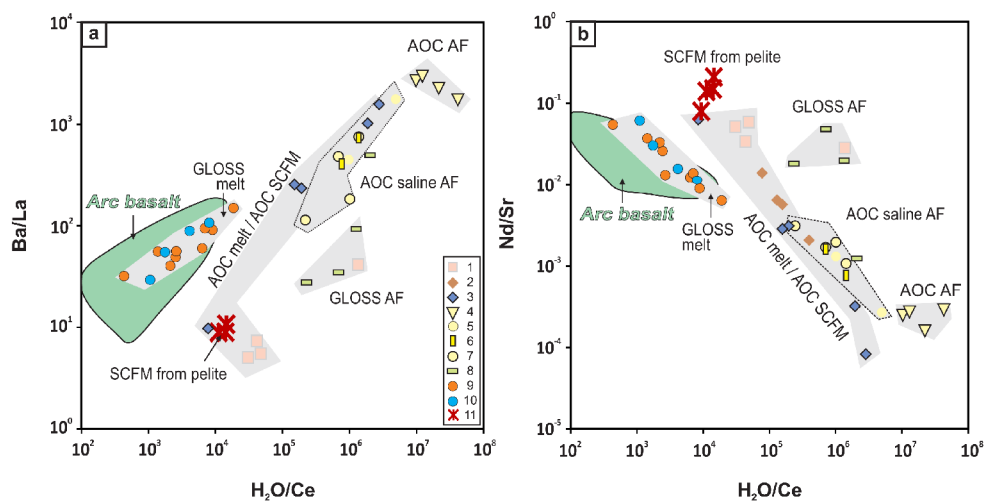 a
Ba/La
10⁴
10³
10²
10¹
10⁰
10² 10³ 10⁴ 10⁵ 10⁶ 10⁷ 10⁸
H₂O/Ce
AOC AF
GLOSS
melt
Arc basalt
AOC melt / AOC SCFM
AOC saline AF
GLOSS AF
SCFM from pelite
1
2
3
4
5
6
7
8
9
10
11
b
Nd/Sr
10⁰
10⁻¹
10⁻²
10⁻³
10⁻⁴
10⁻⁵
10² 10³ 10⁴ 10⁵ 10⁶ 10⁷ 10⁸
H₂O/Ce
SCFM from pelite
GLOSS AF
Arc basalt
GLOSS
melt
AOC saline AF
AOC melt / AOC SCFM
AOC AF